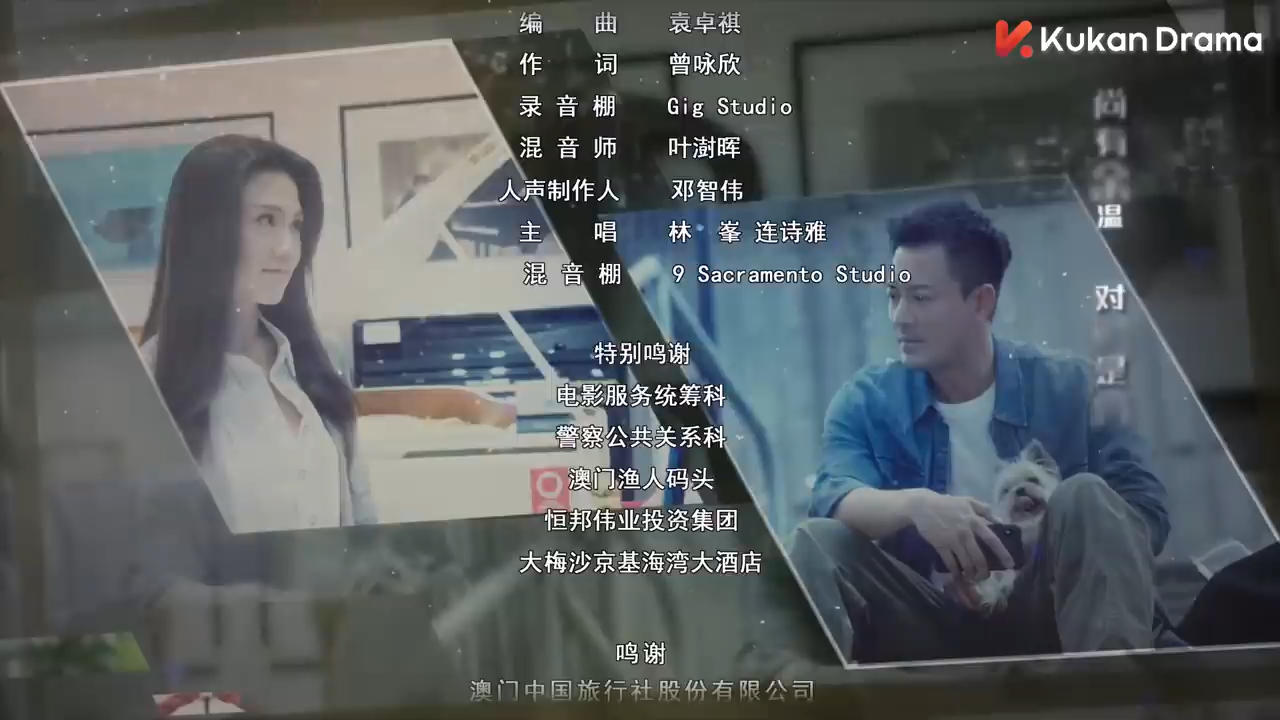 Kukan Drama
编 曲 袁卓祺
作 词 曾咏欣
录 音 棚 Gig Studio
混 音 师 叶澍晖
人声制作人 邓智伟
主 唱 林 峯 连诗雅
混 音 棚 9 Sacramento Studio
特别鸣谢
电影服务统筹科
警察公共关系科
澳门渔人码头
恒邦伟业投资集团
大梅沙京基海湾大酒店
鸣谢
澳门中国旅行社股份有限公司
尚有余温 对